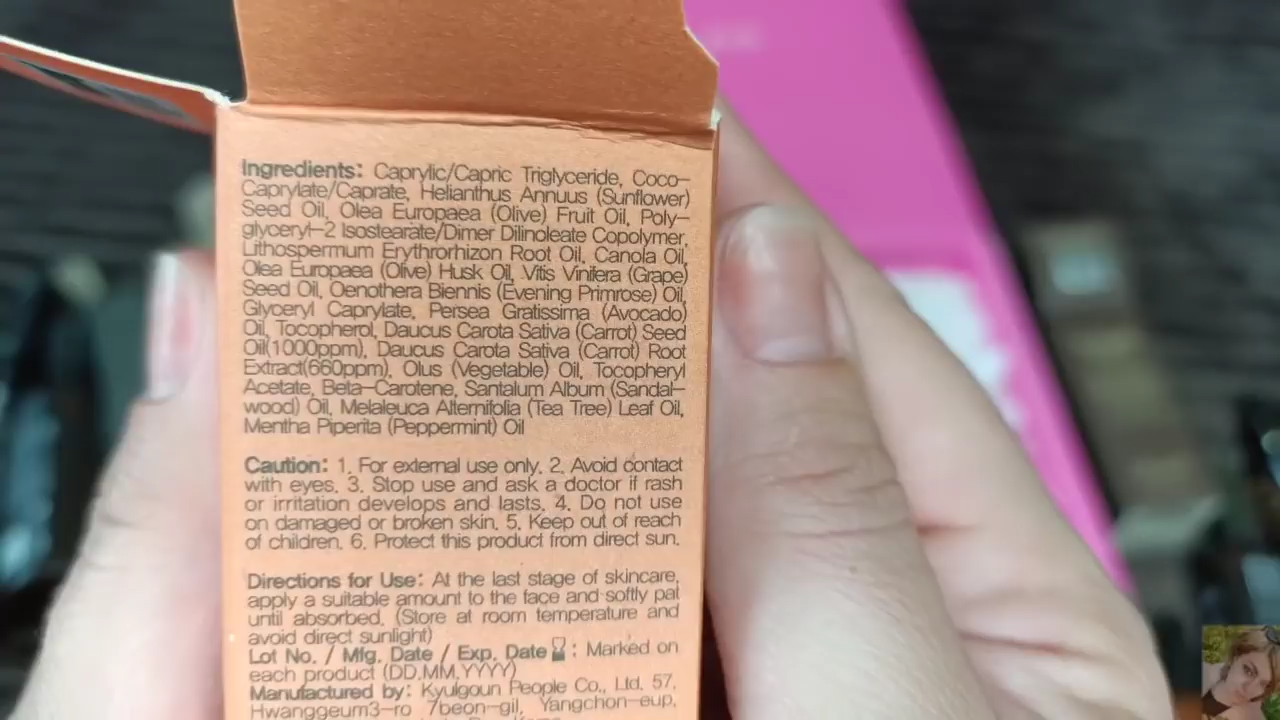 Ingredients: Caprylic/Capric Triglyceride, Coco-
Caprylate/Caprate, Helianthus Annuus (Sunflower)
Seed Oil, Olea Europaea (Olive) Fruit Oil, Poly-
glyceryl-2 Isostearate/Dimer Dilinoleate Copolymer,
Lithospermum Erythrorhizon Root Oil, Canola Oil,
Olea Europaea (Olive) Husk Oil, Vitis Vinifera (Grape)
Seed Oil, Oenothera Biennis (Evening Primrose) Oil,
Glyceryl Caprylate, Persea Gratissima (Avocado)
Oil, Tocopherol, Daucus Carota Sativa (Carrot) Seed
Oil(1000ppm), Daucus Carota Sativa (Carrot) Root
Extract(660ppm), Olus (Vegetable) Oil, Tocopheryl
Acetate, Beta-Carotene, Santalum Album (Sandal-
wood) Oil, Melaleuca Alternifolia (Tea Tree) Leaf Oil,
Mentha Piperita (Peppermint) Oil
Caution: 1. For external use only. 2. Avoid contact
with eyes. 3. Stop use and ask a doctor if rash
or irritation develops and lasts. 4. Do not use
on damaged or broken skin. 5. Keep out of reach
of children. 6. Protect this product from direct sun.
Directions for Use: At the last stage of skincare,
apply a suitable amount to the face and softly pat
until absorbed. (Store at room temperature and
avoid direct sunlight)
Lot No. / Mfg. Date / Exp. Date : Marked on
each product (DD.MM.YYYY)
Manufactured by: Kyulgoun People Co., Ltd. 57,
Hwanggeum3-ro 7beon-gil, Yangchon-eup,